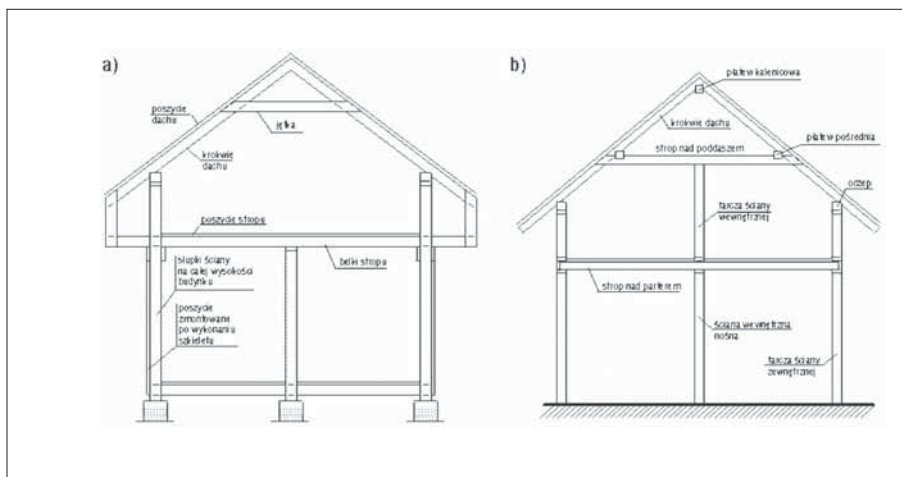 a)
poszycie
dachu
jętka
krokwie
dachu
poszycie stropu
belki stropu
słupki ściany
na całej wysokości
budynku
poszycie
zmontowane
po wykonaniu
szkieletu
b)
płatew kalenicowa
krokwie dachu
płatew pośrednia
strop nad poddaszem
oczep
tarcza ściany
wewnętrznej
strop nad parterem
ściana wewnętrzna
nośna
tarcza ściany
zewnętrznej